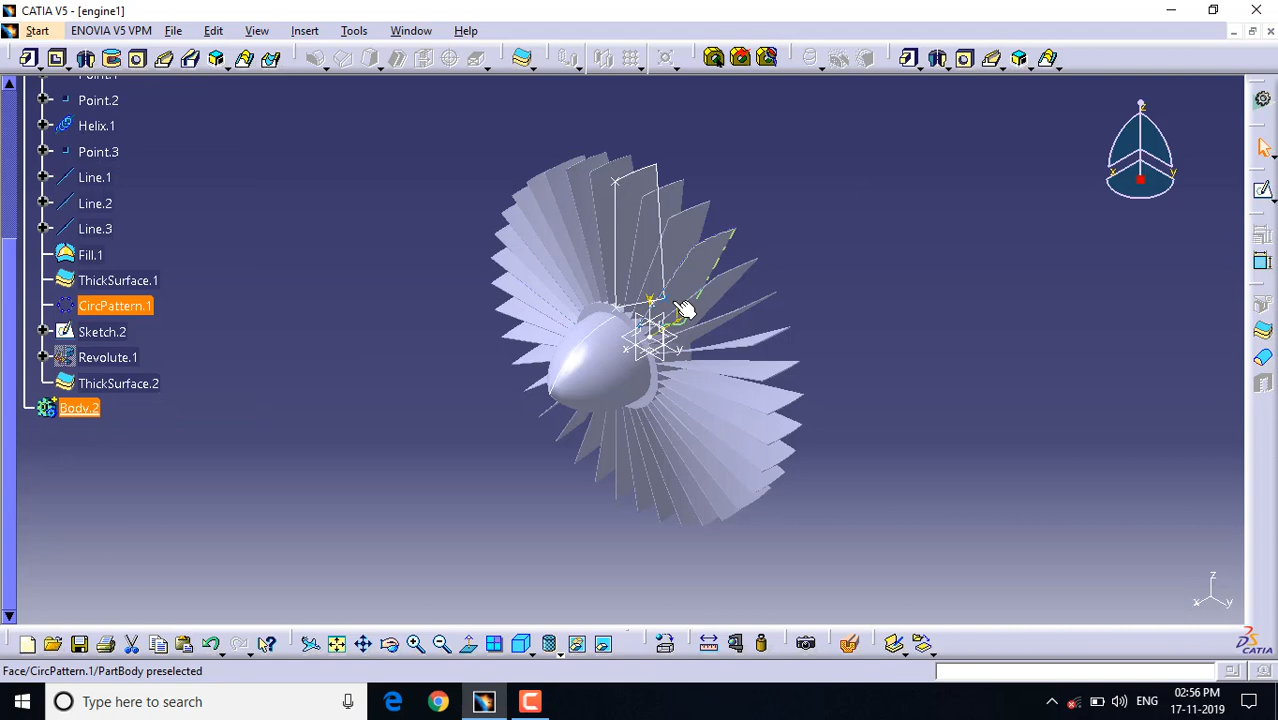 CATIA V5 - [engine1]
Start ENOVIA V5 VPM File Edit View Insert Tools Window Help
Point.2
Helix.1
Point.3
Line.1
Line.2
Line.3
Fill.1
ThickSurface.1
CircPattern.1
Sketch.2
Revolute.1
ThickSurface.2
Body.2
z
x y
x y
z
x y
CATIA
Face/CircPattern.1/PartBody preselected
Type here to search
ENG
02:56 PM
17-11-2019